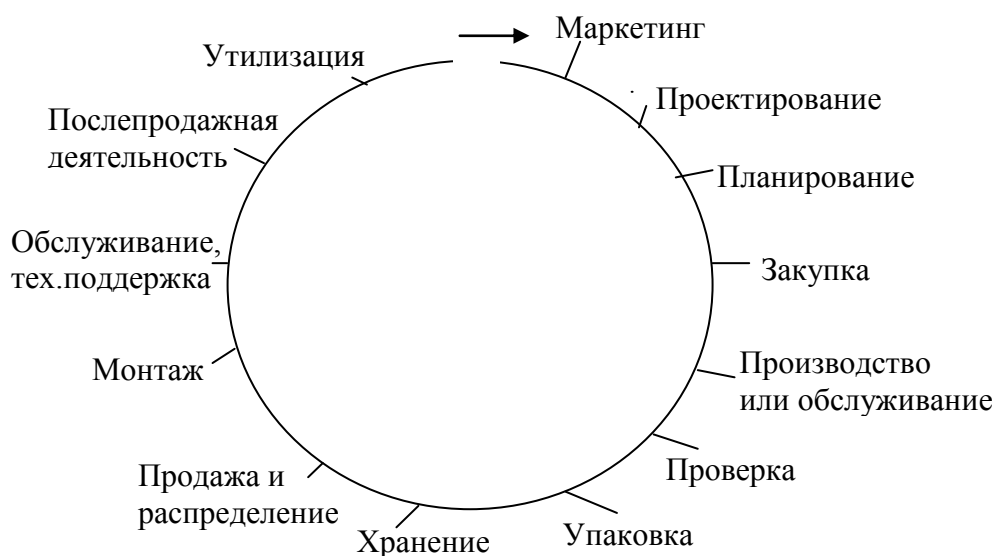 Маркетинг
Проектирование
Планирование
Закупка
Производство
или обслуживание
Проверка
Упаковка
Хранение
Продажа и
распределение
Монтаж
Обслуживание,
тех.поддержка
Послепродажная
деятельность
Утилизация